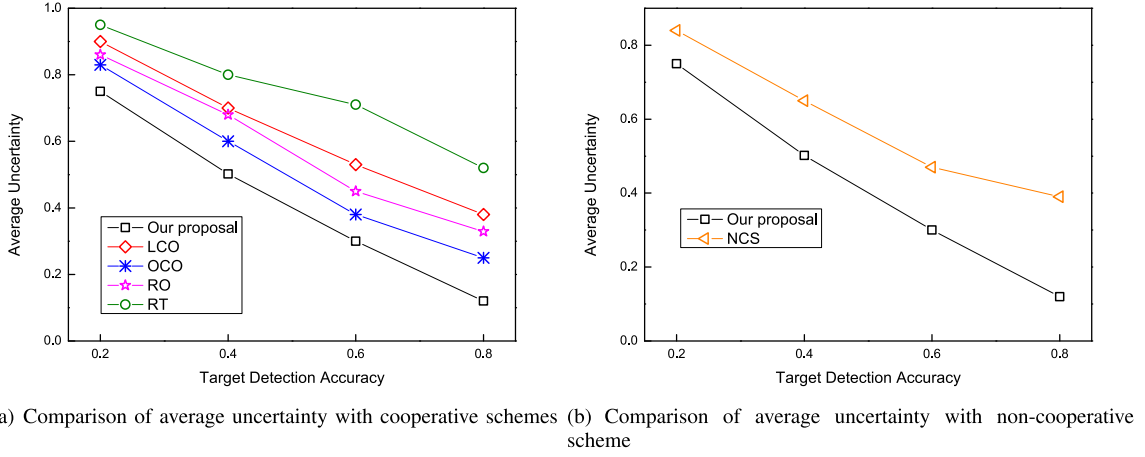 1.0
0.8
0.6
0.4
0.2
0.0
0.2 0.4 0.6 0.8
Average Uncertainty
Target Detection Accuracy
Our proposal
LCO
OCO
RO
RT
0.8
0.6
0.4
0.2
0.0
0.2 0.4 0.6 0.8
Average Uncertainty
Target Detection Accuracy
Our proposal
NCS
a) Comparison of average uncertainty with cooperative schemes
(b) Comparison of average uncertainty with non-cooperative
scheme